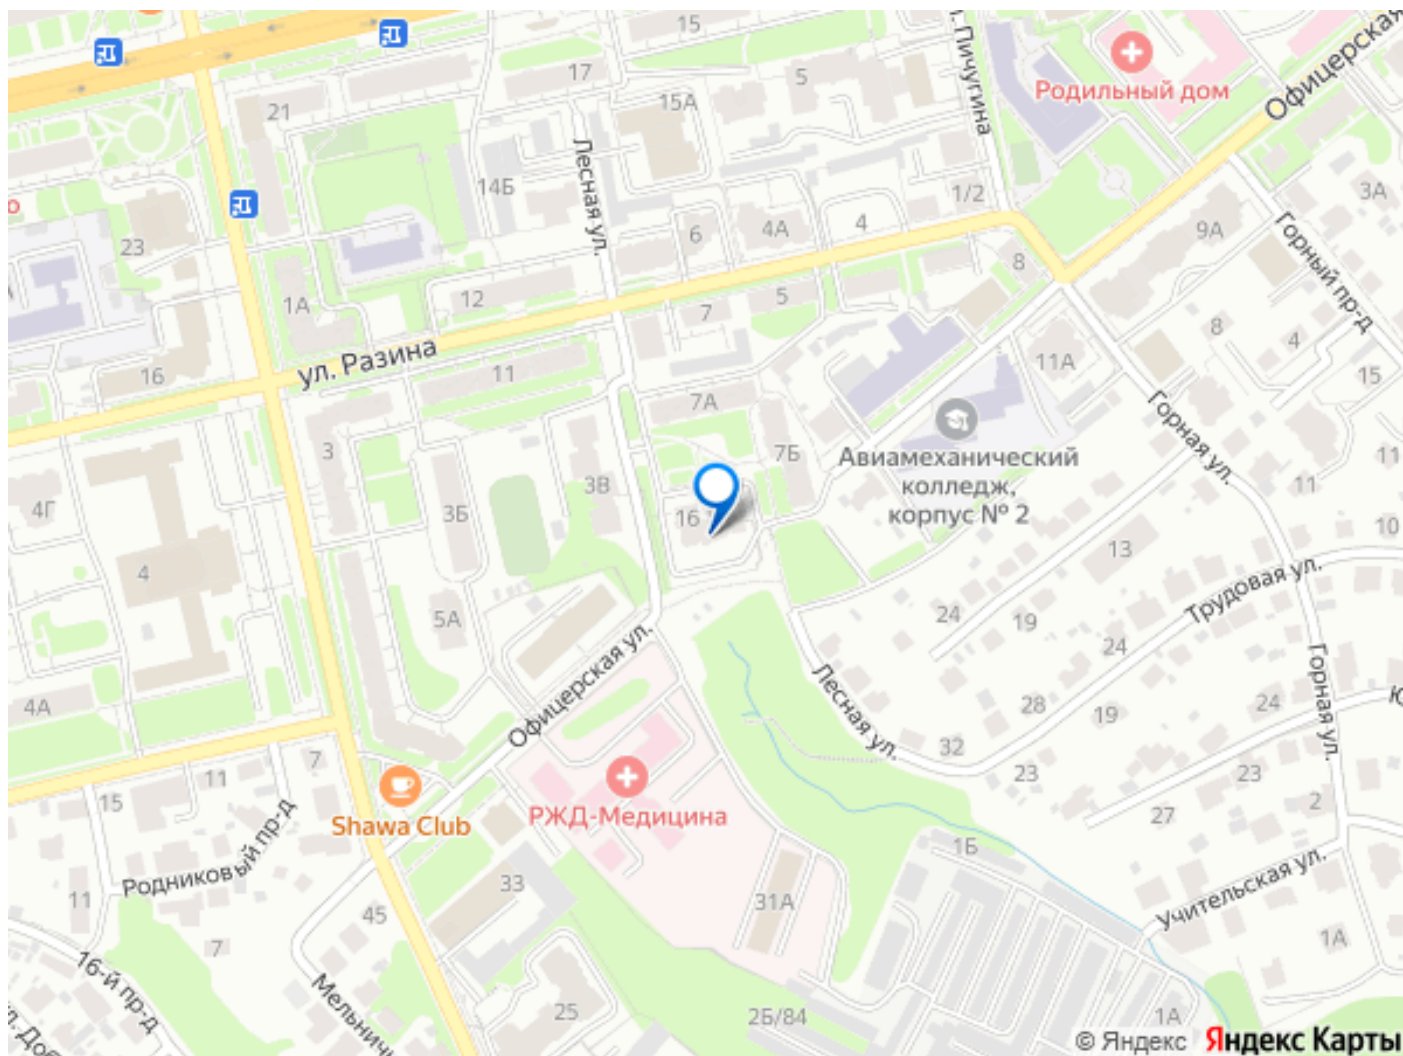 15
17
5
21
15А
Родильный дом
Офицерская
л. Пичугина
Лесная ул.
14Б
1/2
3А
о
23
6
4А
4
9А
Горный пр-д
8
1А
12
7
5
8
4
ул. Разина
16
11
11А
15
7А
Горная ул.
3
7Б
Авиамеханический
колледж,
корпус № 2
11
11
4Г
3Б
3В
16
10
4
13
Трудовая ул.
5А
24
19
24
Офицерская ул.
Горная ул.
4А
28
19
24
Ю
Лесная ул.
32
7
11
23
23
15
Shawa Club
РЖД-Медицина
27
2
Родниковый пр-д
1Б
Учительская ул.
33
11
45
31А
7
1А
16-й пр-д
Мельничн
25
2Б/84
1А
ул. Доб
© Яндекс Яндекс Карты